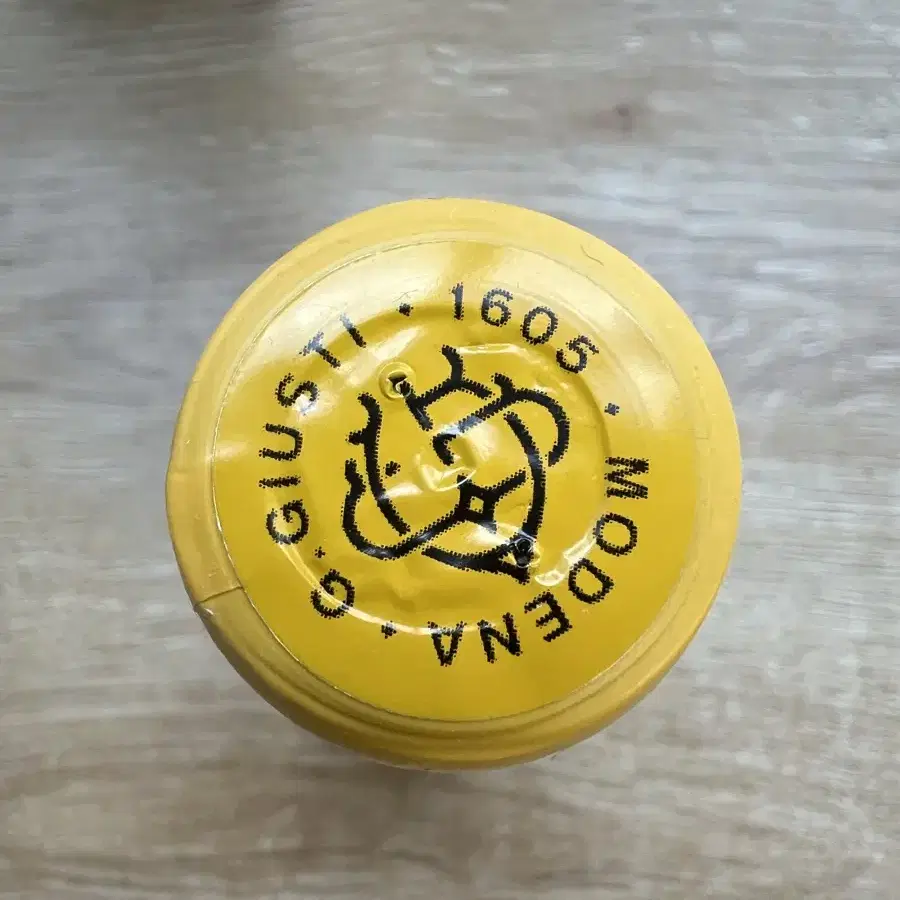 G. GIUSTI · 1605 · MODENA ·